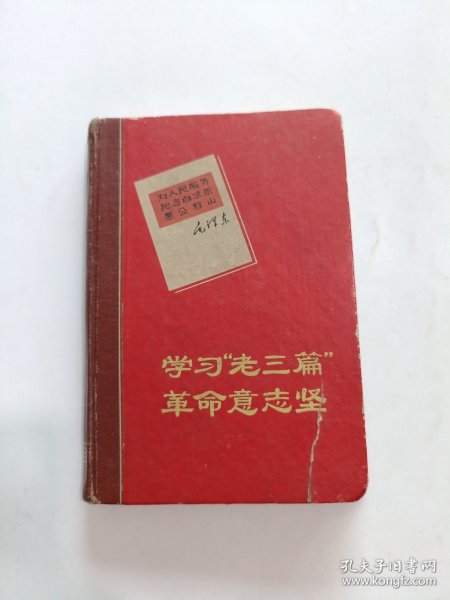 为人民服务
纪念白求恩
愚公移山
毛泽东
学习“老三篇”
革命意志坚
孔夫子旧书网
www.kongfz.com